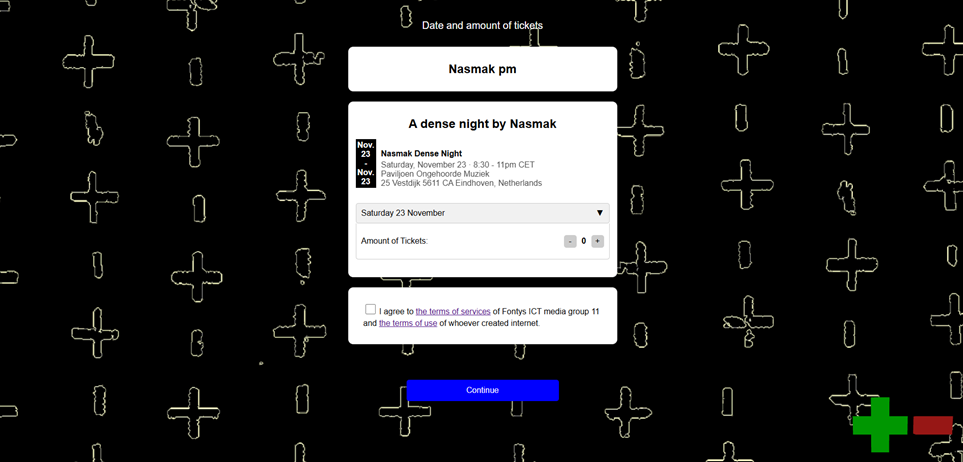 Date and amount of tickets
Nasmak pm
A dense night by Nasmak
Nov.
23
-
Nov.
23
Nasmak Dense Night
Saturday, November 23 · 8:30 - 11pm CET
Paviljoen Ongehoorde Muziek
25 Vestdijk 5611 CA Eindhoven, Netherlands
Saturday 23 November ▼
Amount of Tickets: - 0 +
I agree to the terms of services of Fontys ICT media group 11
and the terms of use of whoever created internet.
Continue